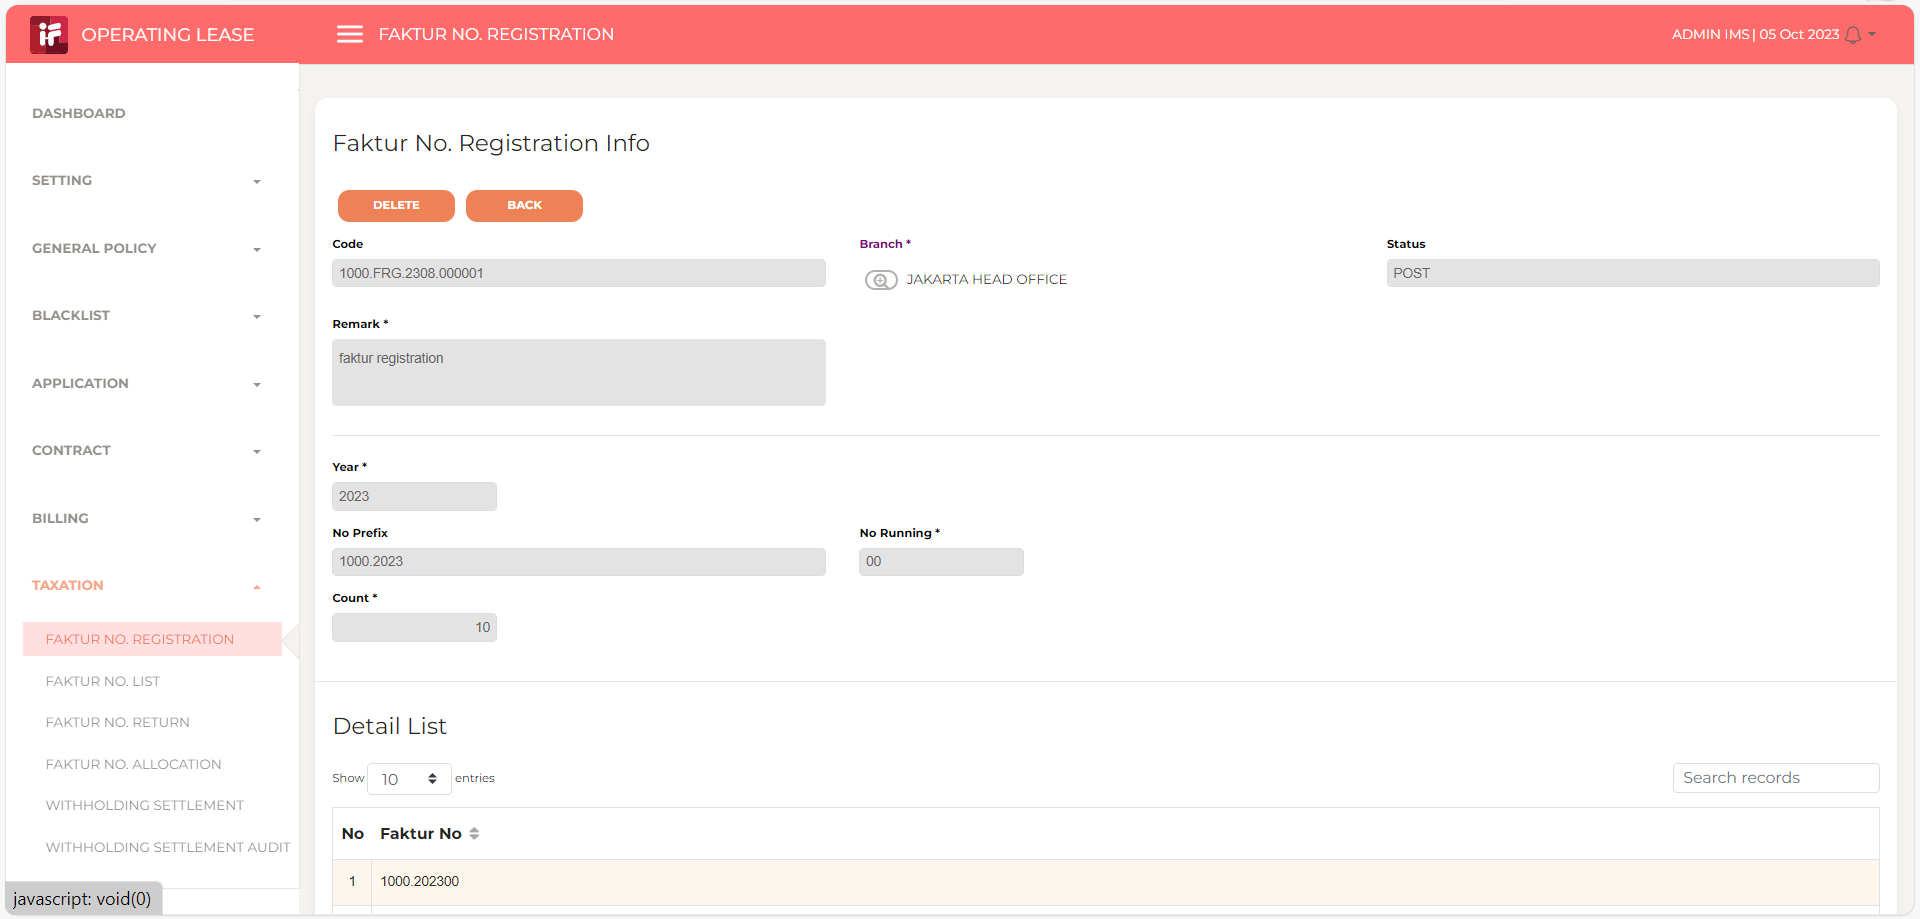 iF OPERATING LEASE
FAKTUR NO. REGISTRATION
ADMIN IMS | 05 Oct 2023
DASHBOARD
SETTING
GENERAL POLICY
BLACKLIST
APPLICATION
CONTRACT
BILLING
TAXATION
FAKTUR NO. REGISTRATION
FAKTUR NO. LIST
FAKTUR NO. RETURN
FAKTUR NO. ALLOCATION
WITHHOLDING SETTLEMENT
WITHHOLDING SETTLEMENT AUDIT
javascript: void(0)
Faktur No. Registration Info
DELETE BACK
Code Branch * Status
1000.FRG.2308.000001 JAKARTA HEAD OFFICE POST
Remark *
faktur registration
Year *
2023
No Prefix No Running *
1000.2023 00
Count *
10
Detail List
Show 10 entries Search records
No Faktur No
1 1000.202300